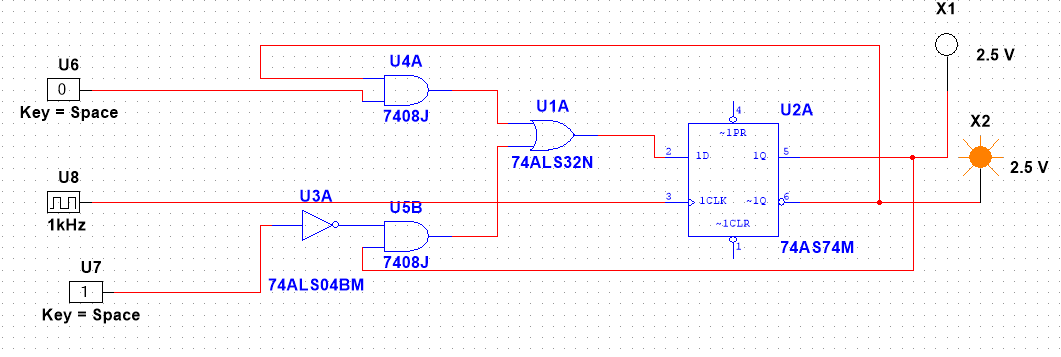 X1
2.5 V
U6
0
Key = Space
U4A
7408J
U1A
74ALS32N
U2A
4
~1PR
2
1D
1Q
5
3
1CLK
~1Q
6
~1CLR
1
74AS74M
X2
2.5 V
U8
1kHz
U3A
74ALS04BM
U5B
7408J
U7
1
Key = Space